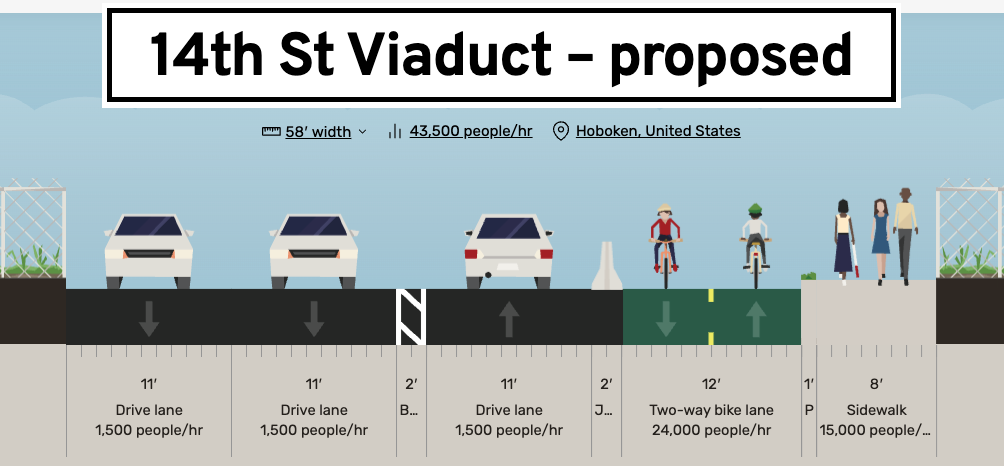 14th St Viaduct – proposed
58′ width 43,500 people/hr Hoboken, United States
11′ 11′ 2′ 11′ 2′ 12′ 1′ 8′
Drive lane Drive lane B... Drive lane J... Two-way bike lane P Sidewalk
1,500 people/hr 1,500 people/hr 1,500 people/hr 24,000 people/hr 15,000 people/...